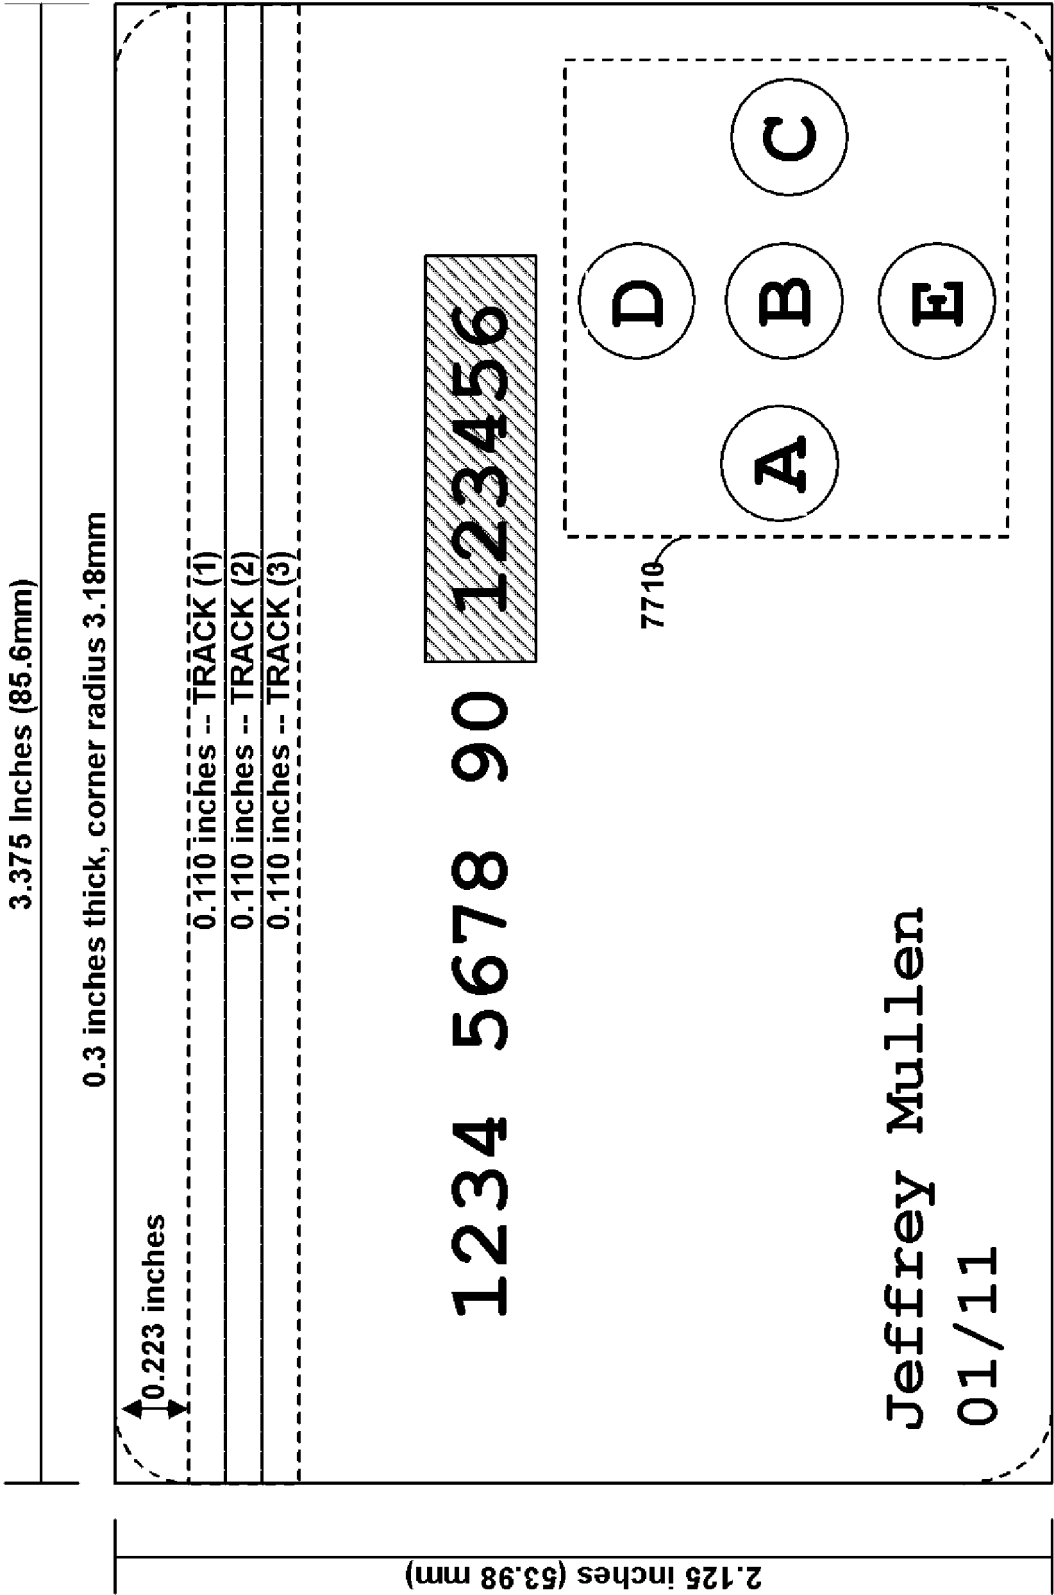 3.375 Inches (85.6mm)
0.3 inches thick, corner radius 3.18mm
0.223 inches
0.110 inches -- TRACK (1)
0.110 inches -- TRACK (2)
0.110 inches -- TRACK (3)
1234 5678 90 123456
7710
D
A B C
E
Jeffrey Mullen
01/11
2.125 inches (53.98 mm)